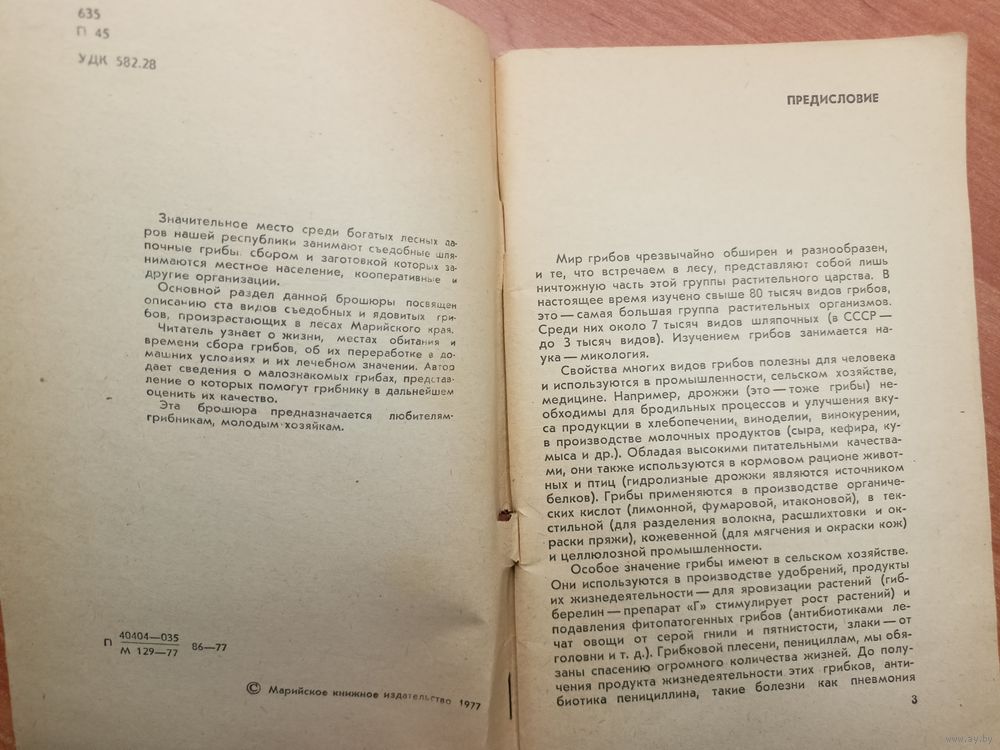 635
П 45
УДК 582.28
Значительное место среди богатых лесных да-
ров нашей республики занимают съедобные шля-
почные грибы, сбором и заготовкой которых за-
нимаются местное население, кооперативные и
другие организации.
Основной раздел данной брошюры посвящен
описанию ста видов съедобных и ядовитых гри-
бов, произрастающих в лесах Марийского края.
Читатель узнает о жизни, местах обитания и
времени сбора грибов, об их переработке в до-
машних условиях и их лечебном значении. Автор
дает сведения о малознакомых грибах, представ-
ление о которых помогут грибнику в дальнейшем
оценить их качество.
Эта брошюра предназначается любителям-
грибникам, молодым хозяйкам.
П 40404—035
М 129—77 86—77
© Марийское книжное издательство 1977
ПРЕДИСЛОВИЕ
Мир грибов чрезвычайно обширен и разнообразен,
и те, что встречаем в лесу, представляют собой лишь
ничтожную часть этой группы растительного царства. В
настоящее время изучено свыше 80 тысяч видов грибов,
это — самая большая группа растительных организмов.
Среди них около 7 тысяч видов шляпочных (в СССР —
до 3 тысяч видов). Изучением грибов занимается на-
ука — микология.
Свойства многих видов грибов полезны для человека
и используются в промышленности, сельском хозяйстве,
медицине. Например, дрожжи (это — тоже грибы) не-
обходимы для бродильных процессов и улучшения вку-
са продукции в хлебопечении, виноделии, винокурении,
в производстве молочных продуктов (сыра, кефира, ку-
мыса и др.). Обладая высокими питательными качества-
ми, они также используются в кормовом рационе живот-
ных и птиц (гидролизные дрожжи являются источником
белков). Грибы применяются в производстве органиче-
ских кислот (лимонной, фумаровой, итаконовой), в тек-
стильной (для разделения волокна, расшлихтовки и ок-
раски пряжи), кожевенной (для мягчения и окраски кож)
и целлюлозной промышленности.
Особое значение грибы имеют в сельском хозяйстве.
Они используются в производстве удобрений, продукты
их жизнедеятельности — для яровизации растений (гиб-
берелин — препарат «Г» стимулирует рост растений) и
подавления фитопатогенных грибов (антибиотиками ле-
чат овощи от серой гнили и пятнистости, злаки — от
головни и т. д.). Грибковой плесени, пенициллам, мы обя-
заны спасению огромного количества жизней. До полу-
чения продукта жизнедеятельности этих грибков, анти-
биотика пенициллина, такие болезни как пневмония
3
www.ay.by